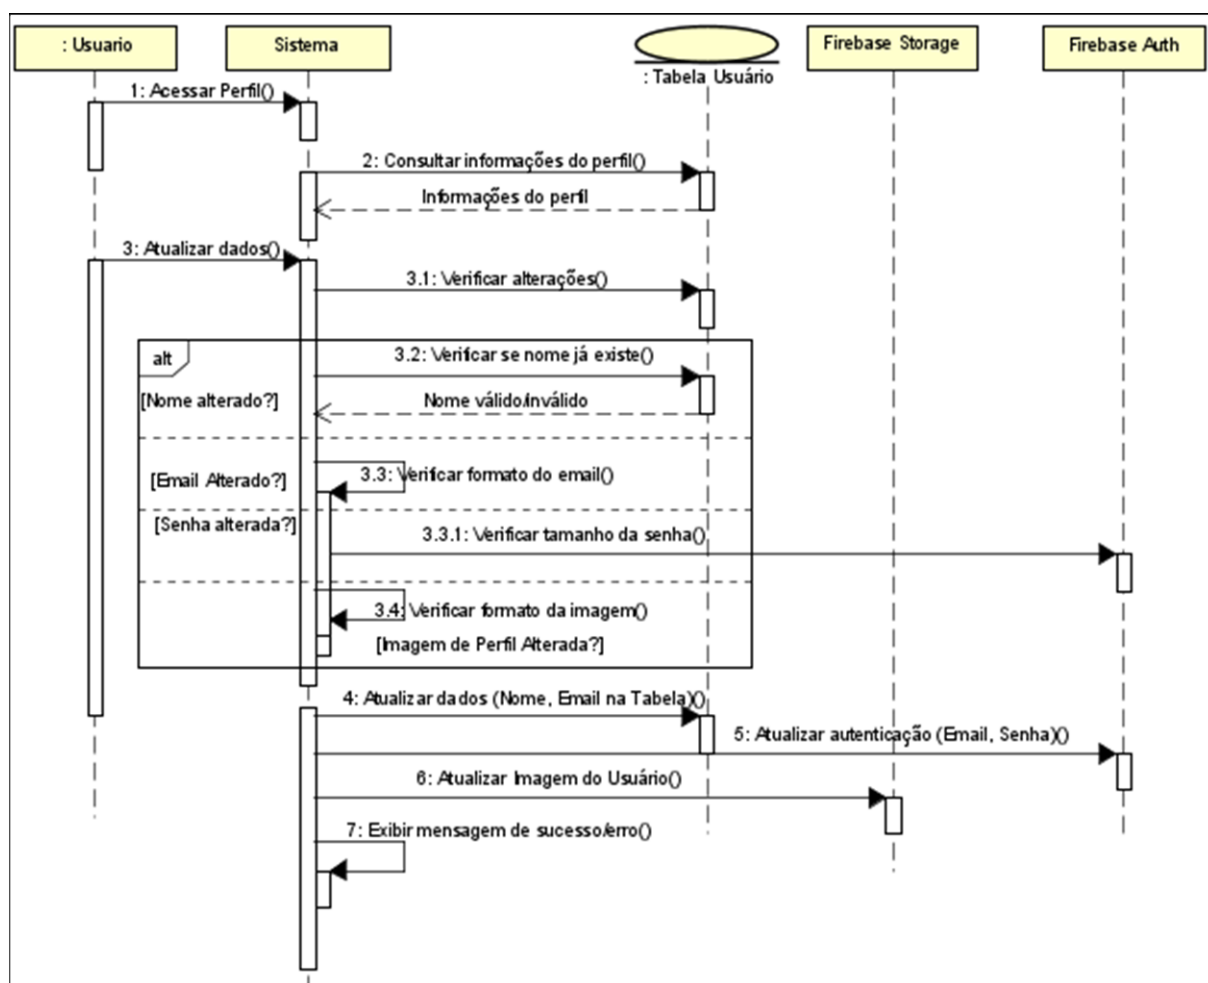 : Usuario
Sistema
: Tabela Usuário
Firebase Storage
Firebase Auth
1: Acessar Perfil()
2: Consultar informações do perfil()
Informações do perfil
3: Atualizar dados()
3.1: Verificar alterações()
alt
3.2: Verificar se nome já existe()
[Nome alterado?]
Nome válido/inválido
3.3: Verificar formato do email()
[Email Alterado?]
[Senha alterada?]
3.3.1: Verificar tamanho da senha()
3.4: Verificar formato da imagem()
[Imagem de Perfil Alterada?]
4: Atualizar dados (Nome, Email na Tabela)()
5: Atualizar autenticação (Email, Senha)()
6: Atualizar Imagem do Usuário()
7: Exibir mensagem de sucesso/erro()